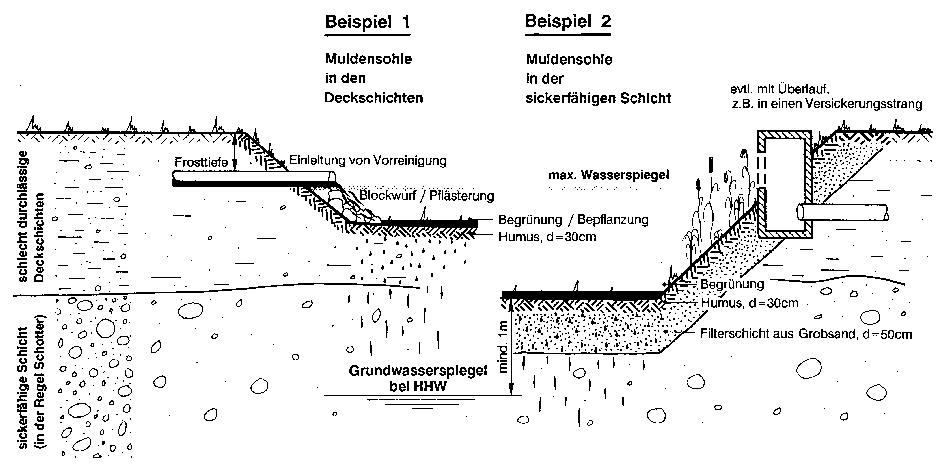 Beispiel 1
Muldensohle
in den
Deckschichten
Beispiel 2
Muldensohle
in der
sickerfähigen Schicht
evtl. mit Überlauf,
z.B. in einen Versickerungsstrang
schlecht durchlässige
Deckschichten
Frosttiefe
Einleitung von Vorreinigung
Blockwurf / Pflästerung
max. Wasserspiegel
Begrünung / Bepflanzung
Humus, d=30cm
Begrünung
Humus, d=30cm
Filterschicht aus Grobsand, d=50cm
mind. 1m
Grundwasserspiegel
bei HHW
sickerfähige Schicht
(in der Regel Schotter)